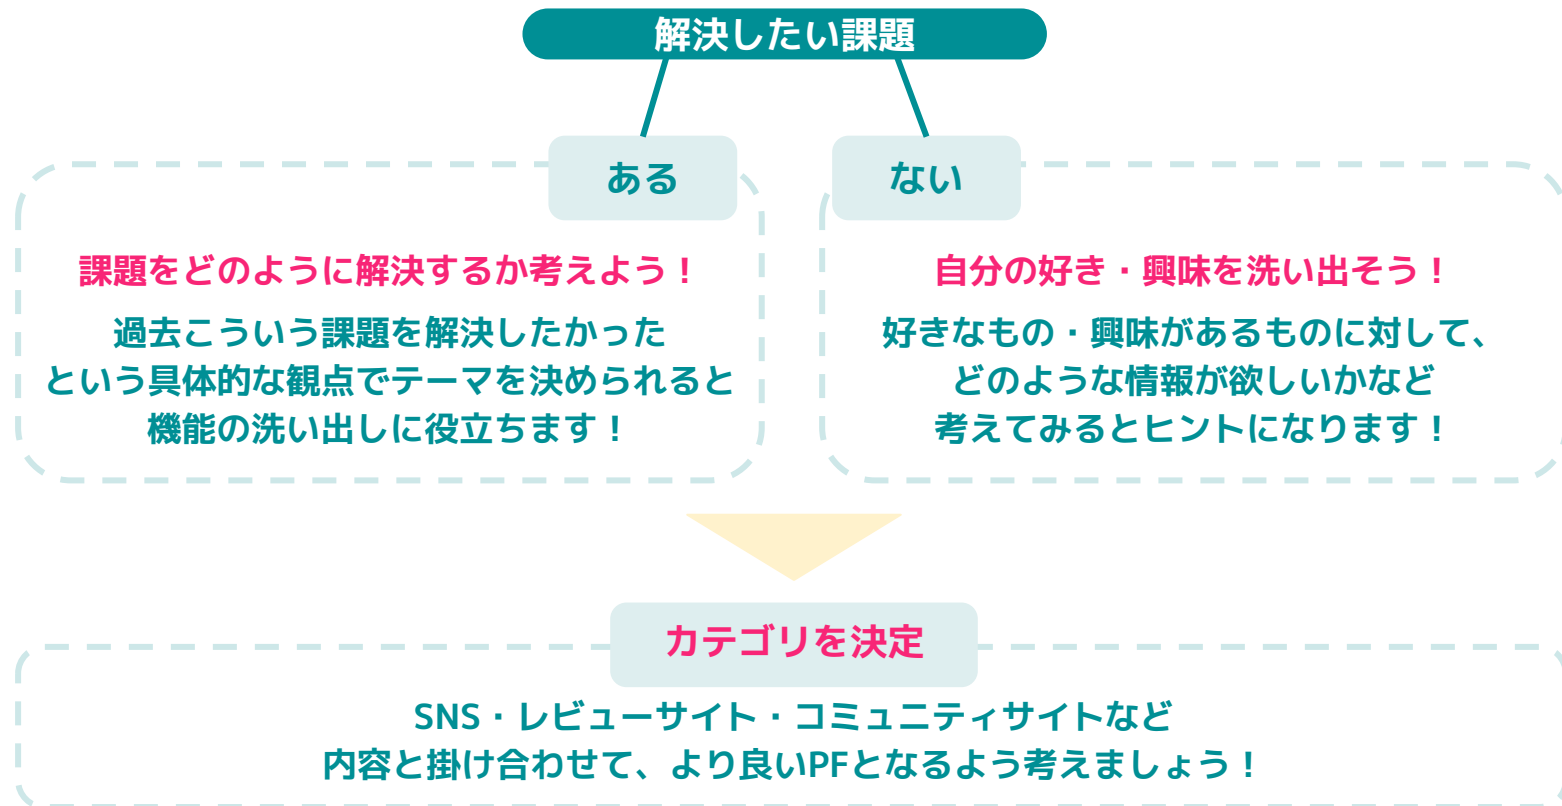 解決したい課題
ある
課題をどのように解決するか考えよう！
過去こういう課題を解決したかった
という具体的な観点でテーマを決められると
機能の洗い出しに役立ちます！
ない
自分の好き・興味を洗い出そう！
好きなもの・興味があるものに対して、
どのような情報が欲しいかなど
考えてみるとヒントになります！
カテゴリを決定
SNS・レビューサイト・コミュニティサイトなど
内容と掛け合わせて、より良いPFとなるよう考えましょう！